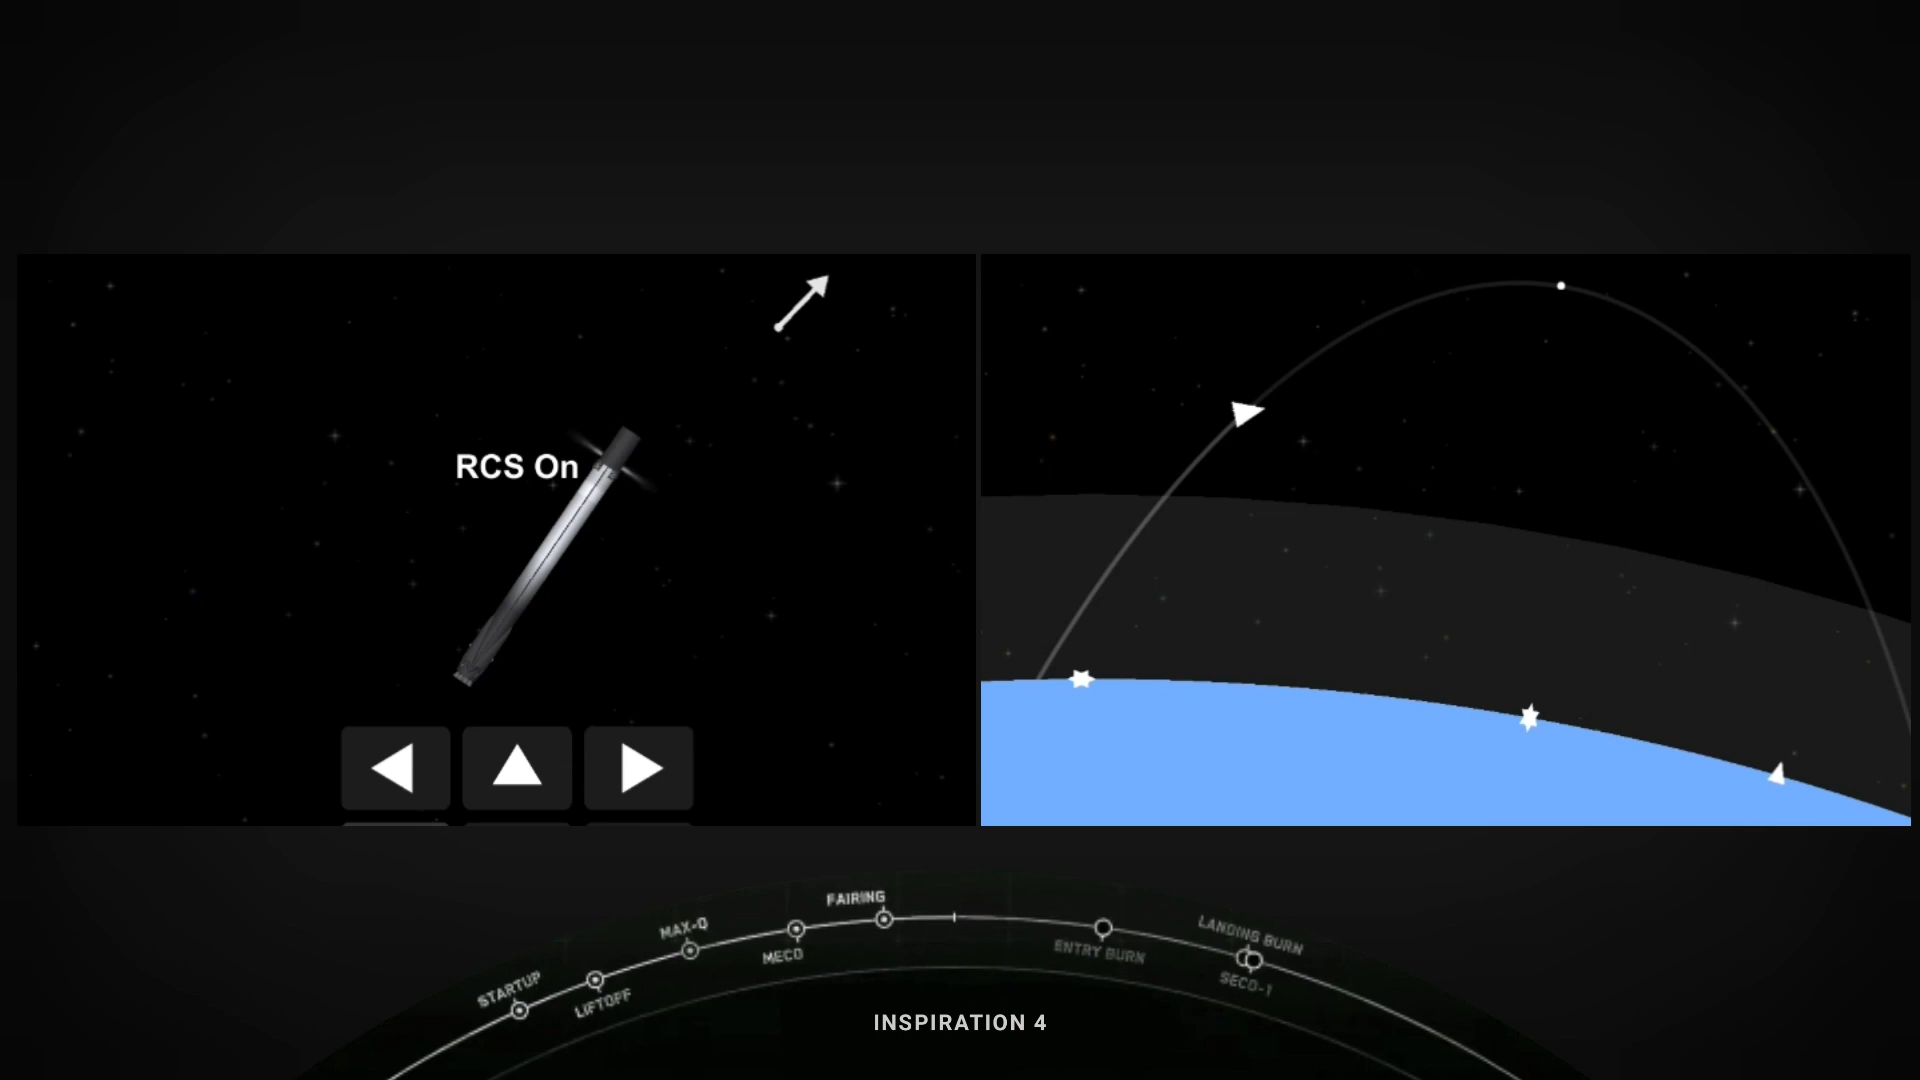 RCS On
STARTUP
LIFTOFF
MAX-Q
MECO
FAIRING
ENTRY BURN
LANDING BURN
SECO-1
INSPIRATION 4